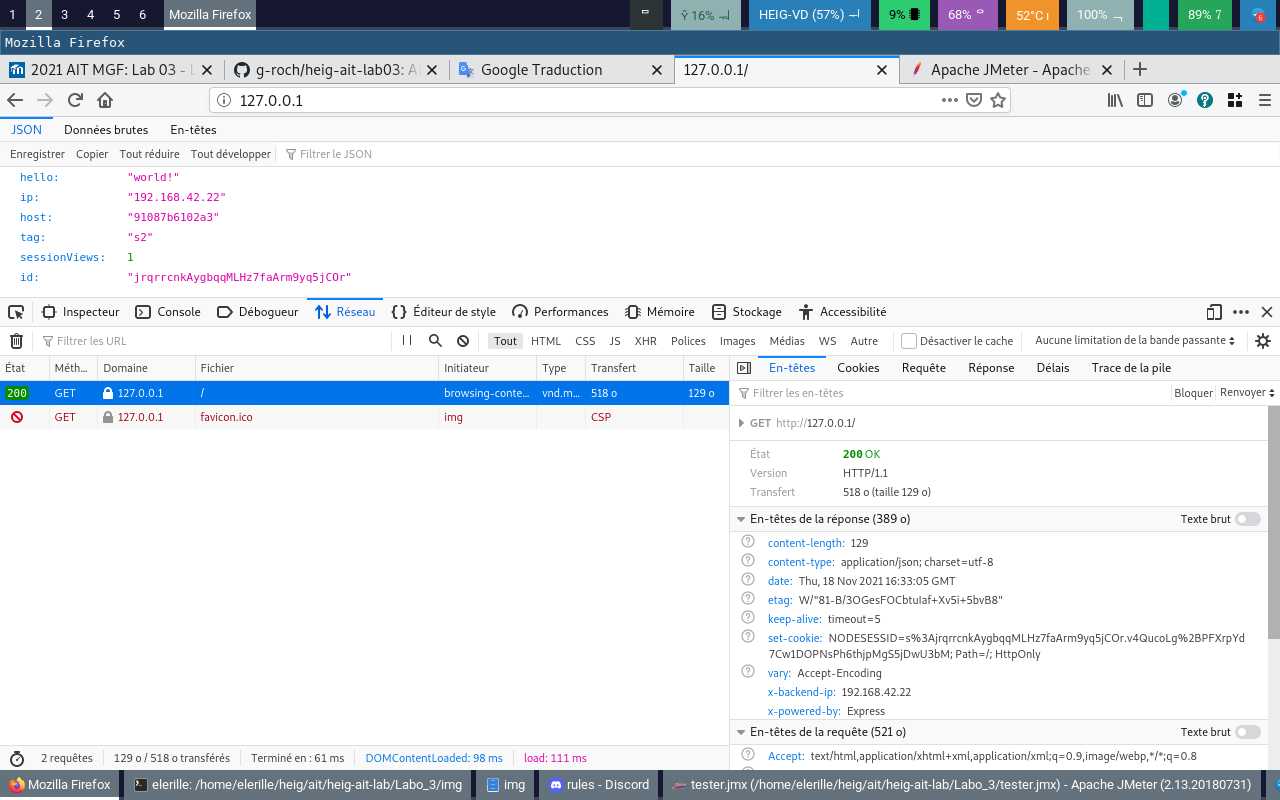 1 2 3 4 5 6 Mozilla Firefox 16% HEIG-VD (57%) 9% 68% 52°C 100% 89%
Mozilla Firefox
2021 AIT MGF: Lab 03 - L g-roch/heig-ait-lab03: A Google Traduction 127.0.0.1/ Apache JMeter - Apache
127.0.0.1
JSON Données brutes En-têtes
Enregistrer Copier Tout réduire Tout développer Filtrer le JSON
hello: "world!"
ip: "192.168.42.22"
host: "91087b6102a3"
tag: "s2"
sessionViews: 1
id: "jrqrrcnkAygbqqMLHz7faArm9yq5jCOr"
Inspecteur Console Débogueur Réseau Éditeur de style Performances Mémoire Stockage Accessibilité
Filtrer les URL Tout HTML CSS JS XHR Polices Images Médias WS Autre Désactiver le cache Aucune limitation de la bande passante
État Méth... Domaine Fichier Initiateur Type Transfert Taille
200 GET 127.0.0.1 / browsing-conte... vnd.m... 518 o 129 o
GET 127.0.0.1 favicon.ico img CSP
En-têtes Cookies Requête Réponse Délais Trace de la pile
Filtrer les en-têtes Bloquer Renvoyer
GET http://127.0.0.1/
État 200 OK
Version HTTP/1.1
Transfert 518 o (taille 129 o)
En-têtes de la réponse (389 o) Texte brut
content-length: 129
content-type: application/json; charset=utf-8
date: Thu, 18 Nov 2021 16:33:05 GMT
etag: W/"81-B/3OGesFOCbtuIaf+Xv5i+5bvB8"
keep-alive: timeout=5
set-cookie: NODESESSID=s%3AjrqrrcnkAygbqqMLHz7faArm9yq5jCOr.v4QucoLg%2BPFXrpYd
7Cw1DOPNsPh6thjpMgS5jDwU3bM; Path=/; HttpOnly
vary: Accept-Encoding
x-backend-ip: 192.168.42.22
x-powered-by: Express
En-têtes de la requête (521 o) Texte brut
Accept: text/html,application/xhtml+xml,application/xml;q=0.9,image/webp,*/*;q=0.8
2 requêtes 129 o / 518 o transférés Terminé en : 61 ms DOMContentLoaded: 98 ms load: 111 ms
Mozilla Firefox elerille: /home/elerille/heig/ait/heig-ait-lab/Labo_3/img img rules - Discord tester.jmx (/home/elerille/heig/ait/heig-ait-lab/Labo_3/tester.jmx) - Apache JMeter (2.13.20180731)